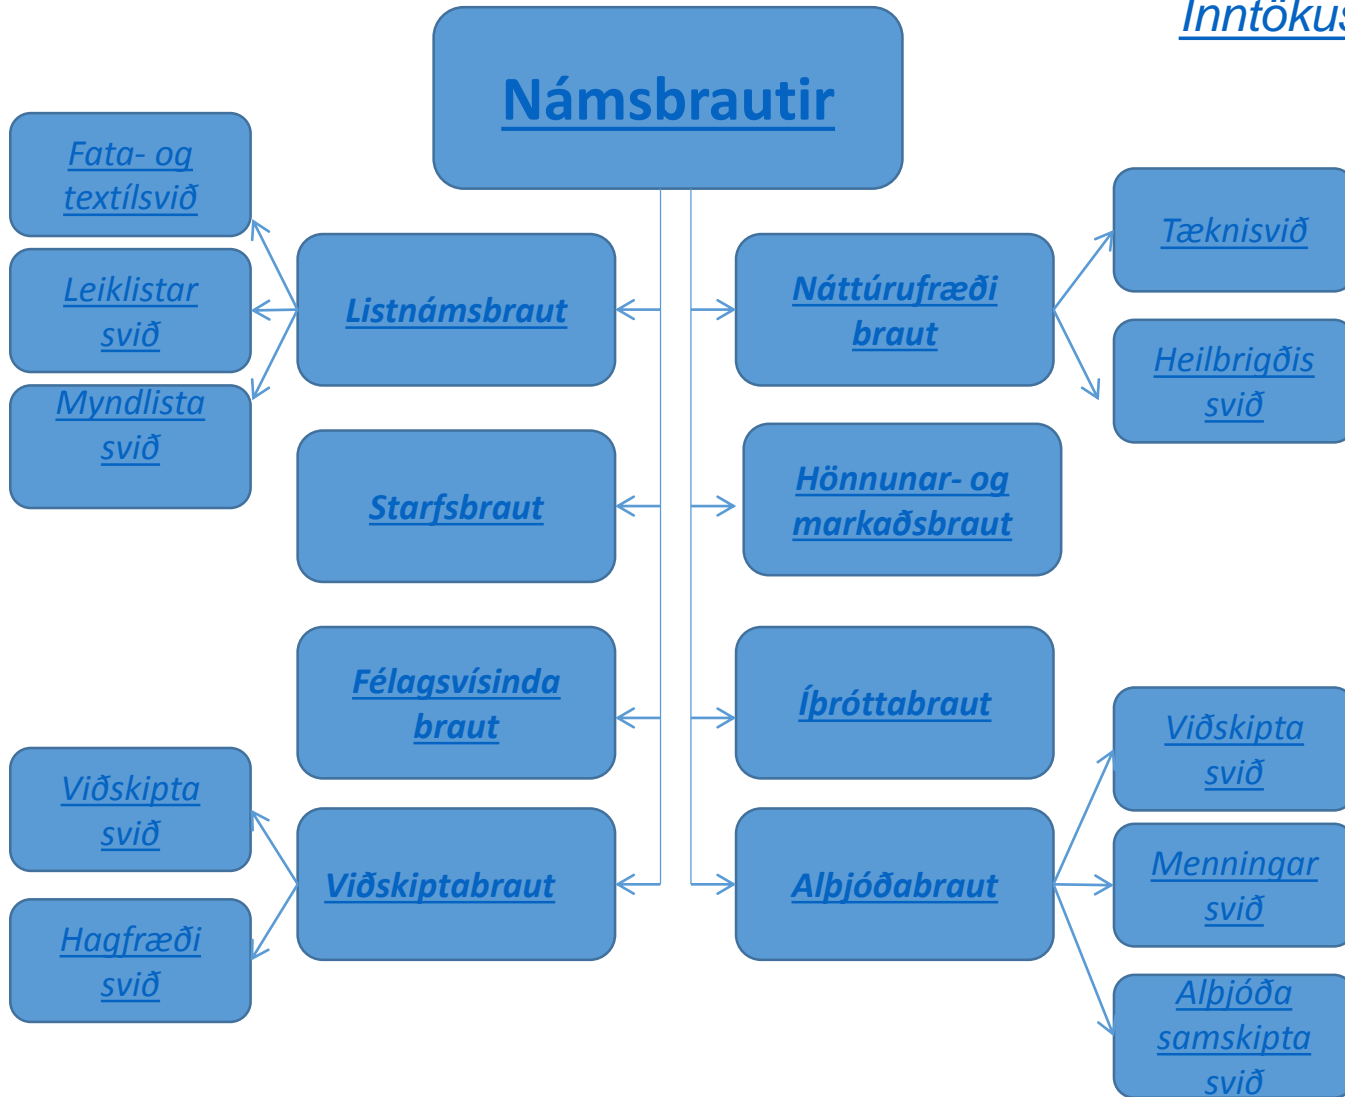 Námsbrautir
Fata- og
textílsvið
Leiklistar
svið
Myndlista
svið
Listnámsbraut
Starfsbraut
Félagsvísinda
braut
Viðskiptabraut
Viðskipta
svið
Hagfræði
svið
Náttúrufræði
braut
Hönnunar- og
markaðsbraut
Íþróttabraut
Alþjóðabraut
Tæknisvið
Heilbrigðis
svið
Viðskipta
svið
Menningar
svið
Alþjóða
samskipta
svið